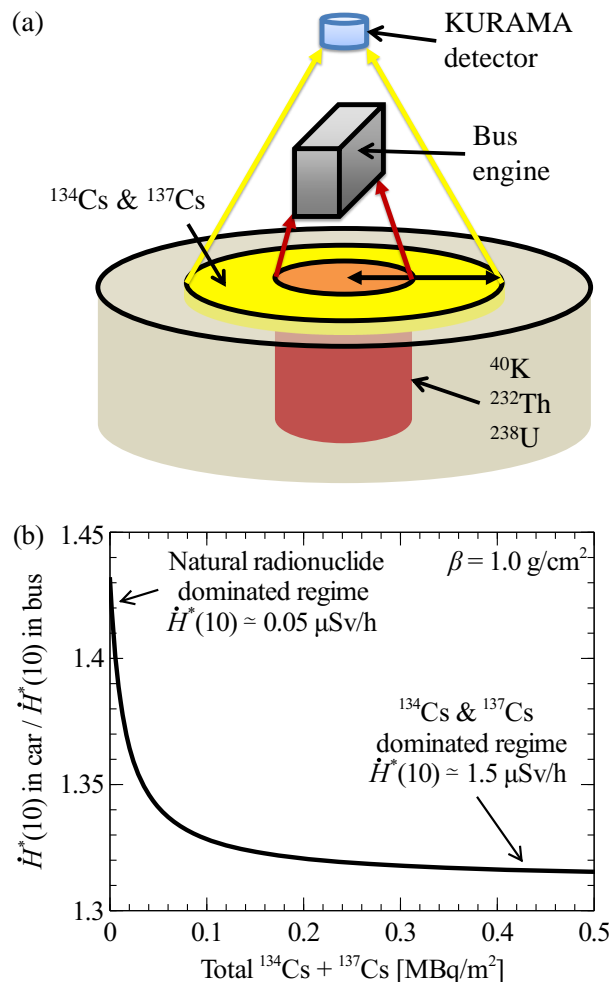 (a)
KURAMA
detector
Bus
engine
¹³⁴Cs & ¹³⁷Cs
⁴⁰K
²³²Th
²³⁸U
(b)
1.45
Natural radionuclide
dominated regime
Ḣ*(10) ≃ 0.05 μSv/h
β = 1.0 g/cm²
1.4
¹³⁴Cs & ¹³⁷Cs
dominated regime
Ḣ*(10) ≃ 1.5 μSv/h
1.35
1.3
Ḣ*(10) in car / Ḣ*(10) in bus
0 0.1 0.2 0.3 0.4 0.5
Total ¹³⁴Cs + ¹³⁷Cs [MBq/m²]